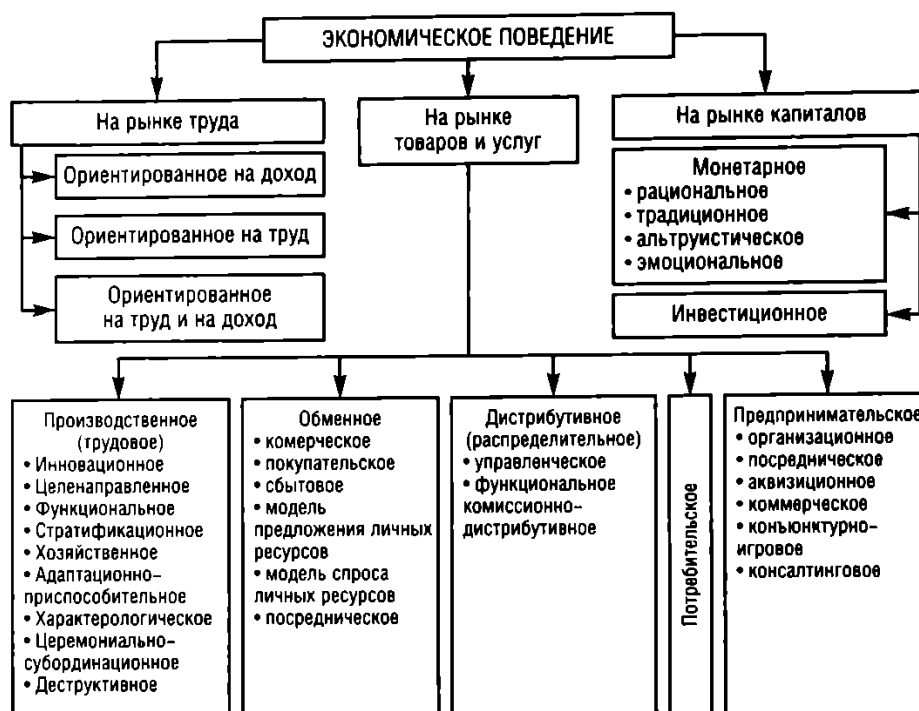 ЭКОНОМИЧЕСКОЕ ПОВЕДЕНИЕ
На рынке труда
Ориентированное на доход
Ориентированное на труд
Ориентированное
на труд и на доход
На рынке
товаров и услуг
На рынке капиталов
Монетарное
• рациональное
• традиционное
• альтруистическое
• эмоциональное
Инвестиционное
Производственное
(трудовое)
• Инновационное
• Целенаправленное
• Функциональное
• Стратификационное
• Хозяйственное
• Адаптационно-
приспособительное
• Характерологическое
• Церемониально-
субординационное
• Деструктивное
Обменное
• комерческое
• покупательское
• сбытовое
• модель
предложения личных
ресурсов
• модель спроса
личных ресурсов
• посредническое
Дистрибутивное
(распределительное)
• управленческое
• функциональное
комиссионно-
дистрибутивное
Потребительское
Предпринимательское
• организационное
• посредническое
• аквизиционное
• коммерческое
• конъюнктурно-
игровое
• консалтинговое